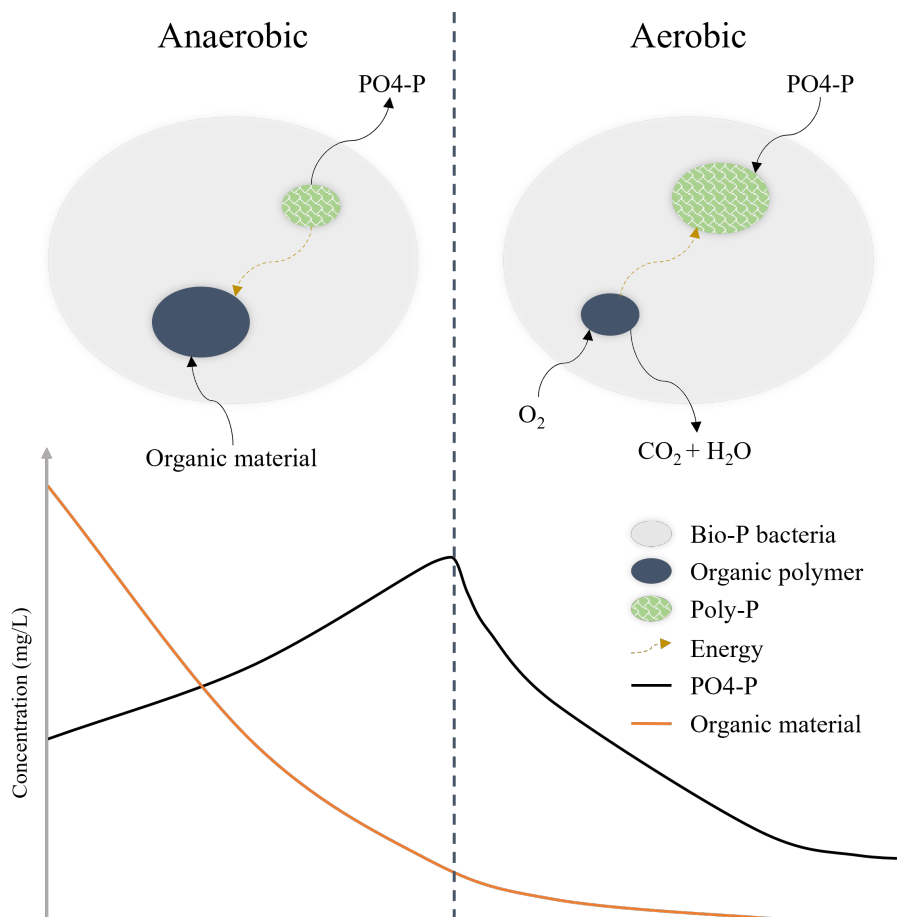 Anaerobic
Aerobic
PO4-P
PO4-P
O₂
Organic material
CO₂ + H₂O
Concentration (mg/L)
Bio-P bacteria
Organic polymer
Poly-P
Energy
PO4-P
Organic material